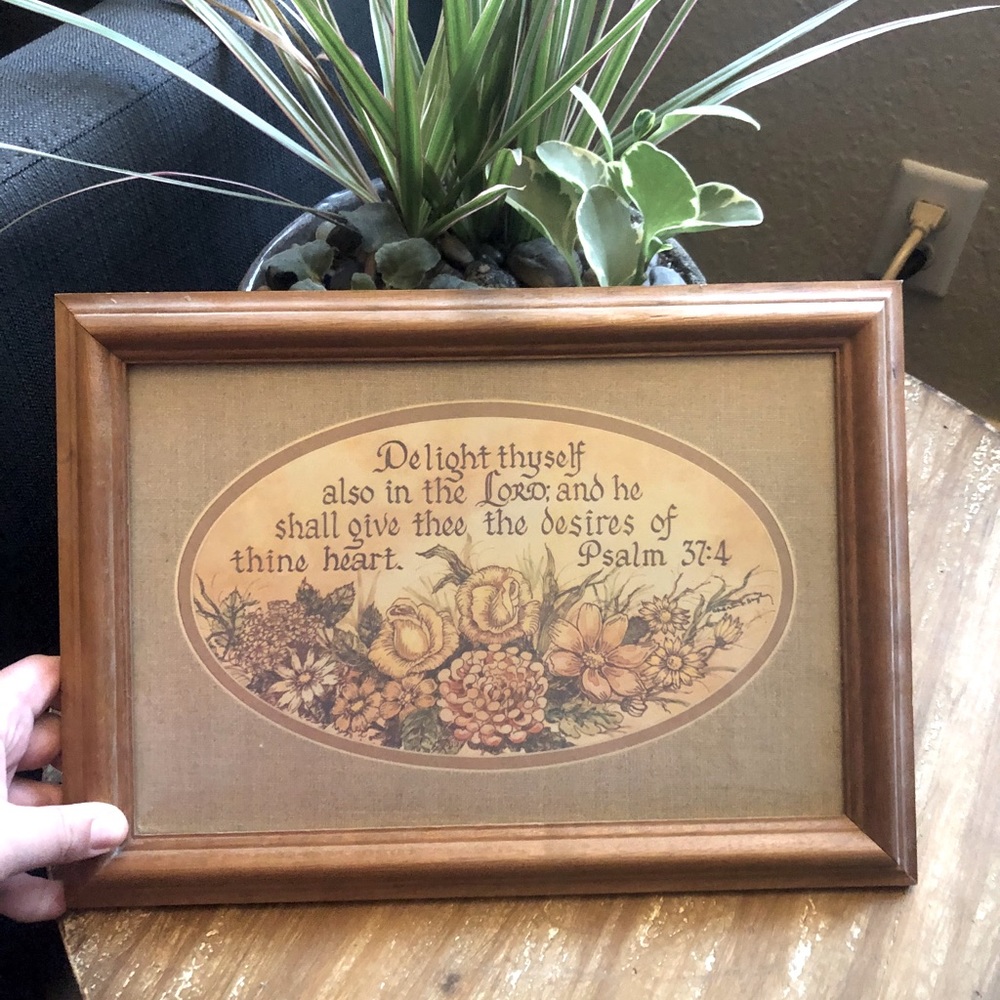 Delight thyself
also in the LORD; and he
shall give thee the desires of
thine heart. Psalm 37:4